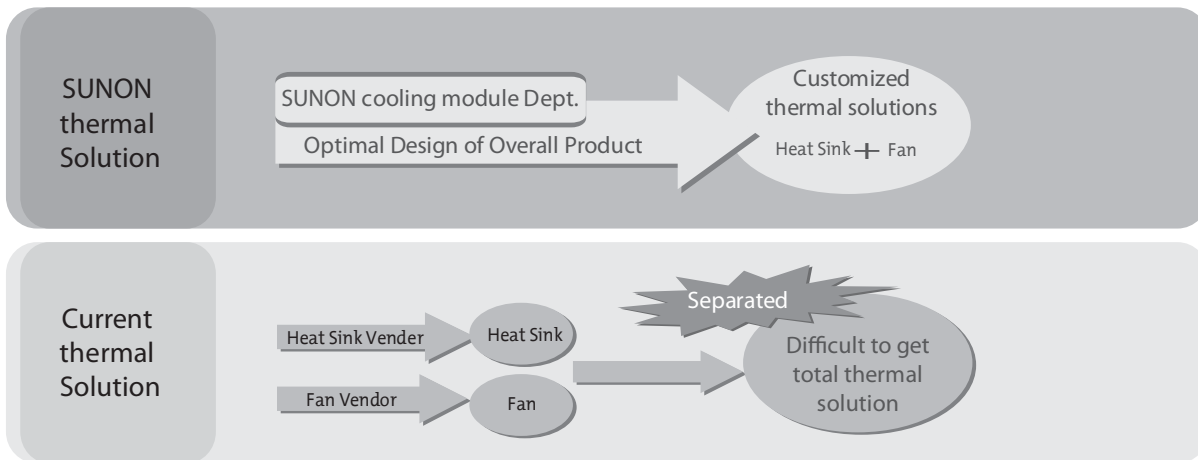 SUNON
thermal
Solution
SUNON cooling module Dept.
Optimal Design of Overall Product
Customized
thermal solutions
Heat Sink + Fan
Current
thermal
Solution
Heat Sink Vender
Heat Sink
Fan Vendor
Fan
Separated
Difficult to get
total thermal
solution